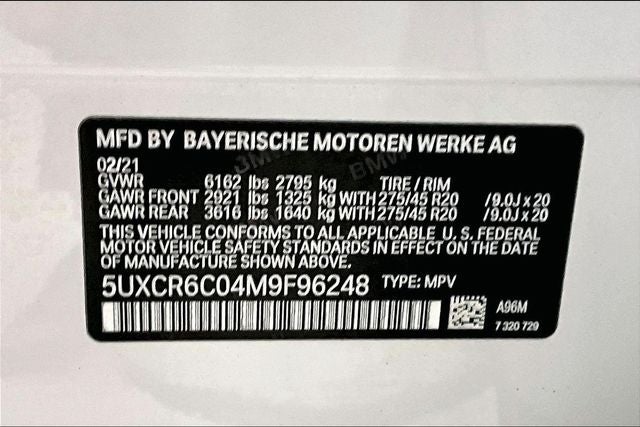 MFD BY BAYERISCHE MOTOREN WERKE AG
02/21
GVWR 6162 lbs 2795 kg TIRE / RIM
GAWR FRONT 2921 lbs 1325 kg WITH 275/45 R20 /9.0J x 20
GAWR REAR 3616 lbs 1640 kg WITH 275/45 R20 /9.0J x 20
THIS VEHICLE CONFORMS TO ALL APPLICABLE U. S. FEDERAL
MOTOR VEHICLE SAFETY STANDARDS IN EFFECT ON THE DATE
OF MANUFACTURE SHOWN ABOVE.
5UXCR6C04M9F96248 TYPE: MPV
A96M
7 320 729